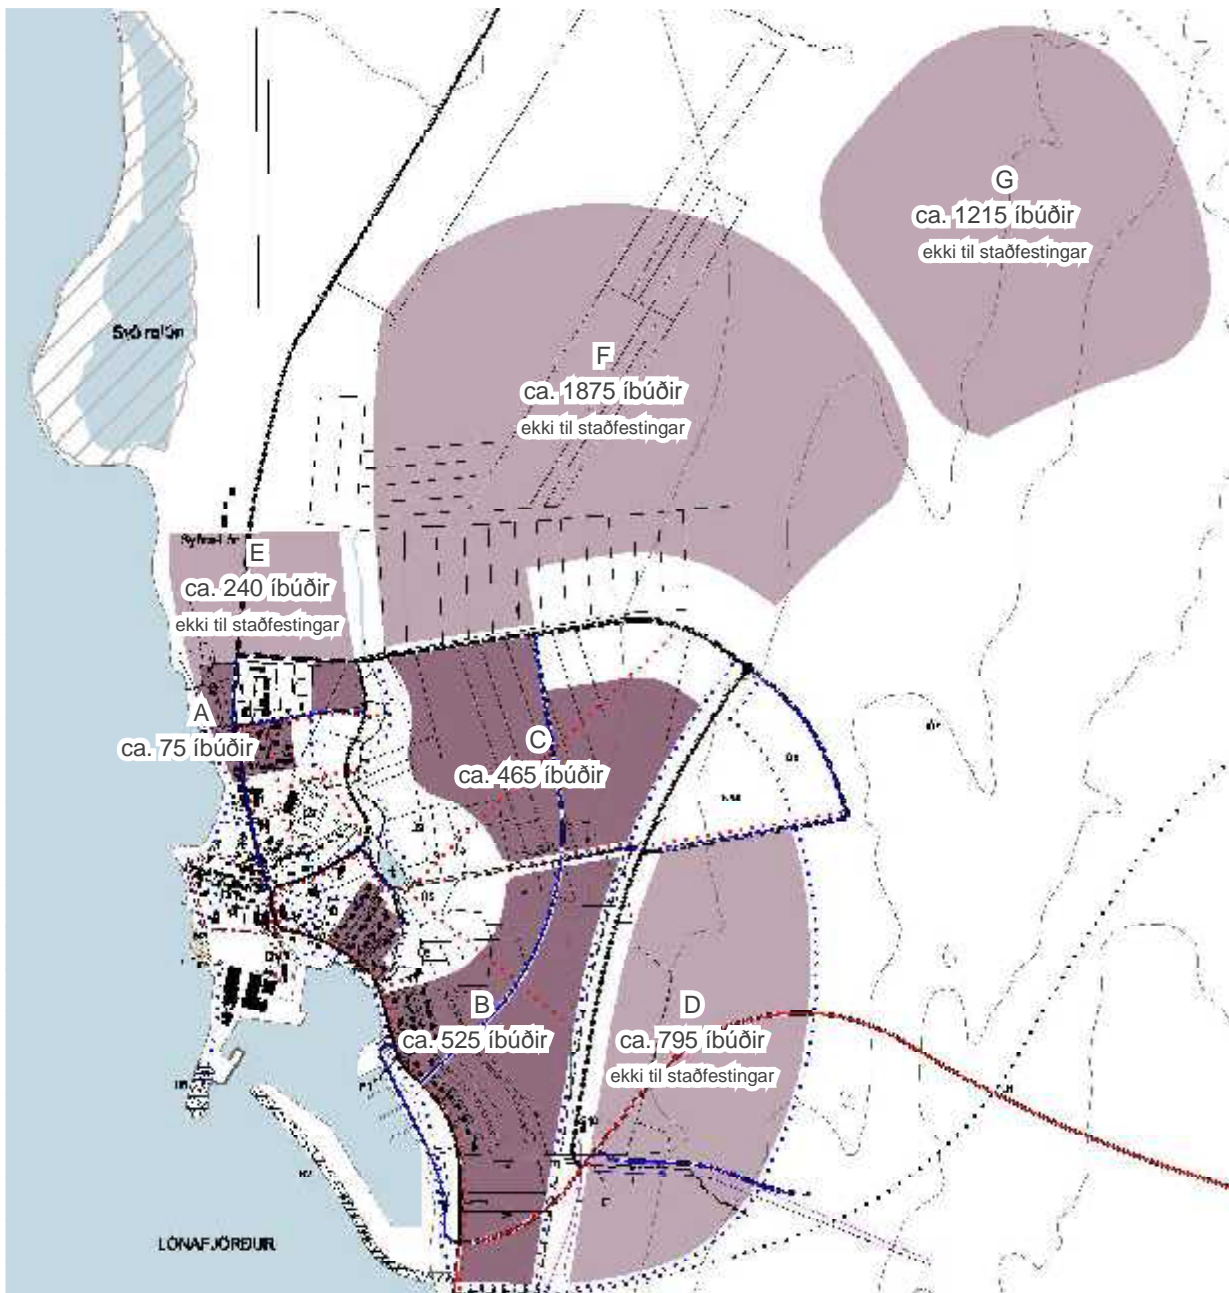 G
ca. 1215 íbúðir
ekki til staðfestingar
F
ca. 1875 íbúðir
ekki til staðfestingar
E
ca. 240 íbúðir
ekki til staðfestingar
A
ca. 75 íbúðir
C
ca. 465 íbúðir
B
ca. 525 íbúðir
D
ca. 795 íbúðir
ekki til staðfestingar
LÓNAFJÖRÐUR